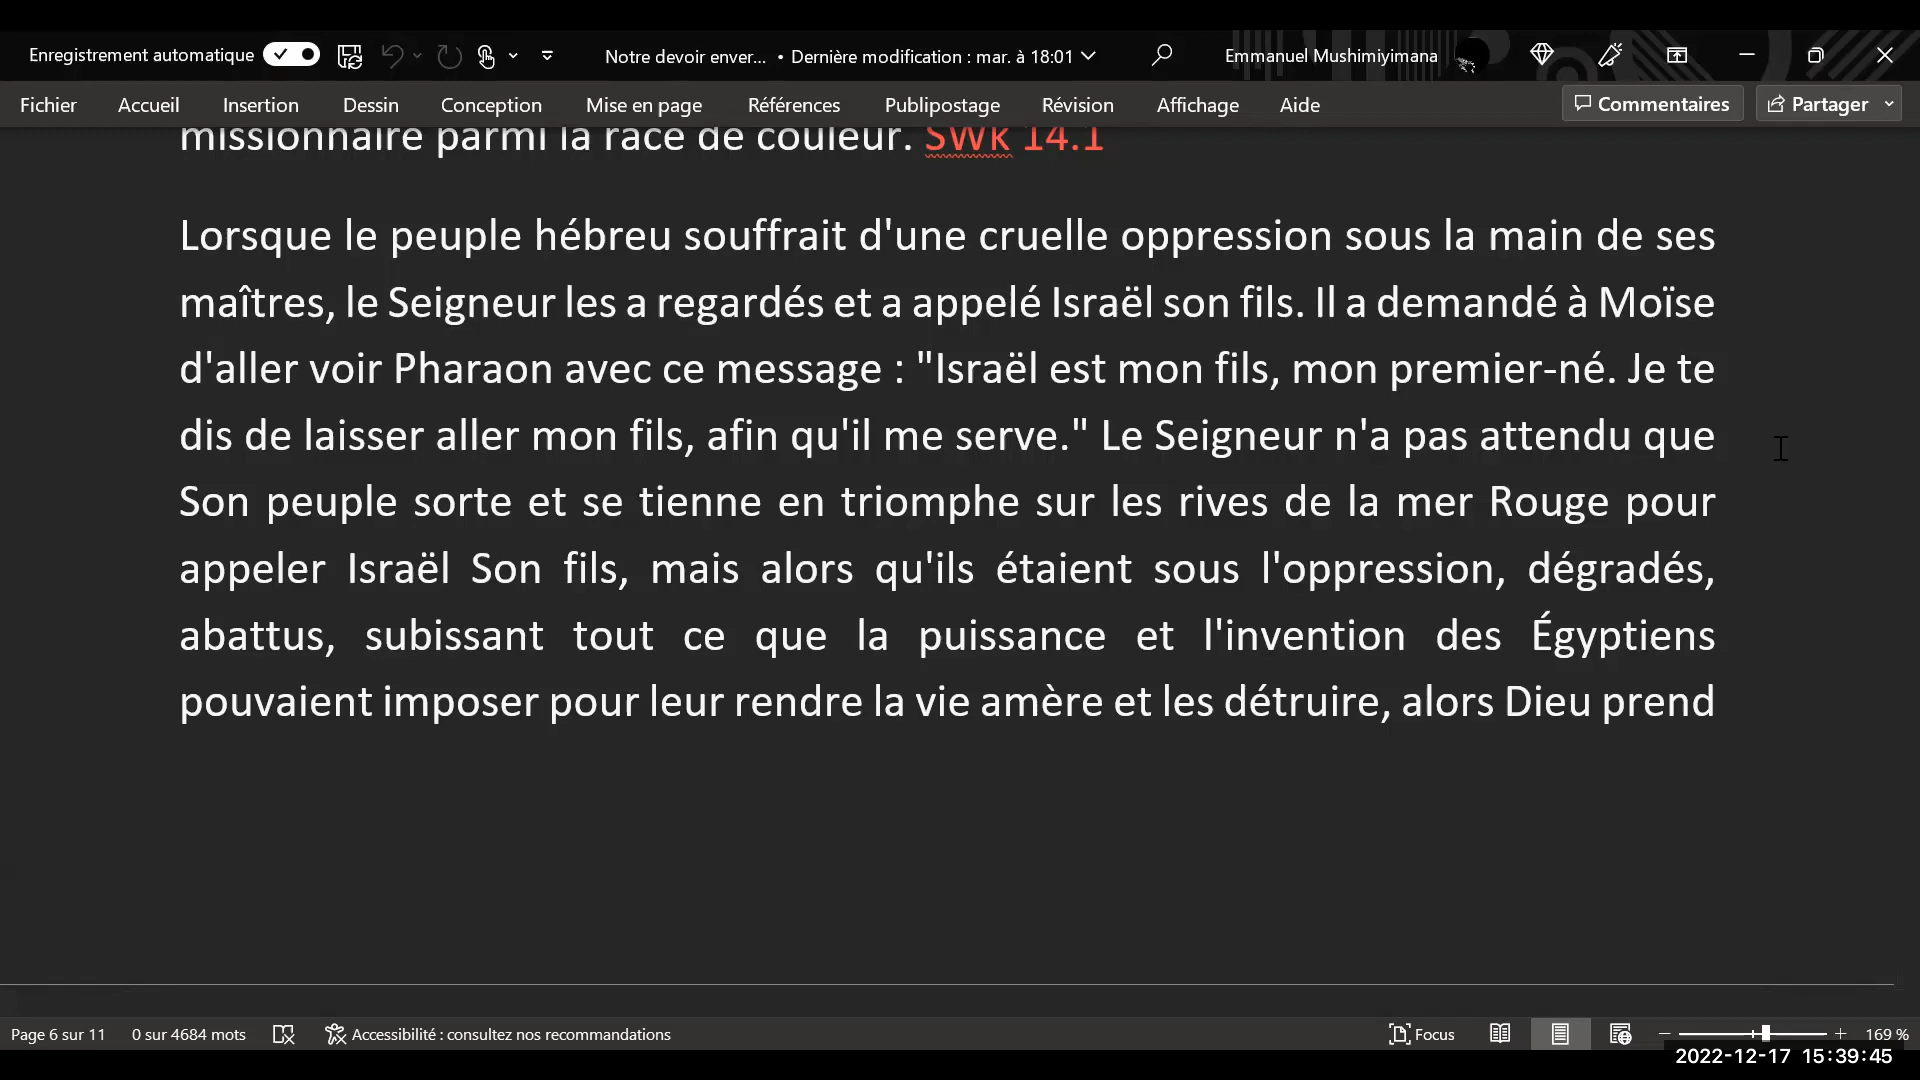 Enregistrement automatique
Notre devoir enver... • Dernière modification : mar. à 18:01
Emmanuel Mushimiyimana
Fichier Accueil Insertion Dessin Conception Mise en page Références Publipostage Révision Affichage Aide Commentaires Partager
missionnaire parmi la race de couleur. SWk 14.1
Lorsque le peuple hébreu souffrait d'une cruelle oppression sous la main de ses
maîtres, le Seigneur les a regardés et a appelé Israël son fils. Il a demandé à Moïse
d'aller voir Pharaon avec ce message : "Israël est mon fils, mon premier-né. Je te
dis de laisser aller mon fils, afin qu'il me serve." Le Seigneur n'a pas attendu que
Son peuple sorte et se tienne en triomphe sur les rives de la mer Rouge pour
appeler Israël Son fils, mais alors qu'ils étaient sous l'oppression, dégradés,
abattus, subissant tout ce que la puissance et l'invention des Égyptiens
pouvaient imposer pour leur rendre la vie amère et les détruire, alors Dieu prend
Page 6 sur 11 0 sur 4684 mots Accessibilité : consultez nos recommandations Focus 169 %
2022-12-17 15:39:45